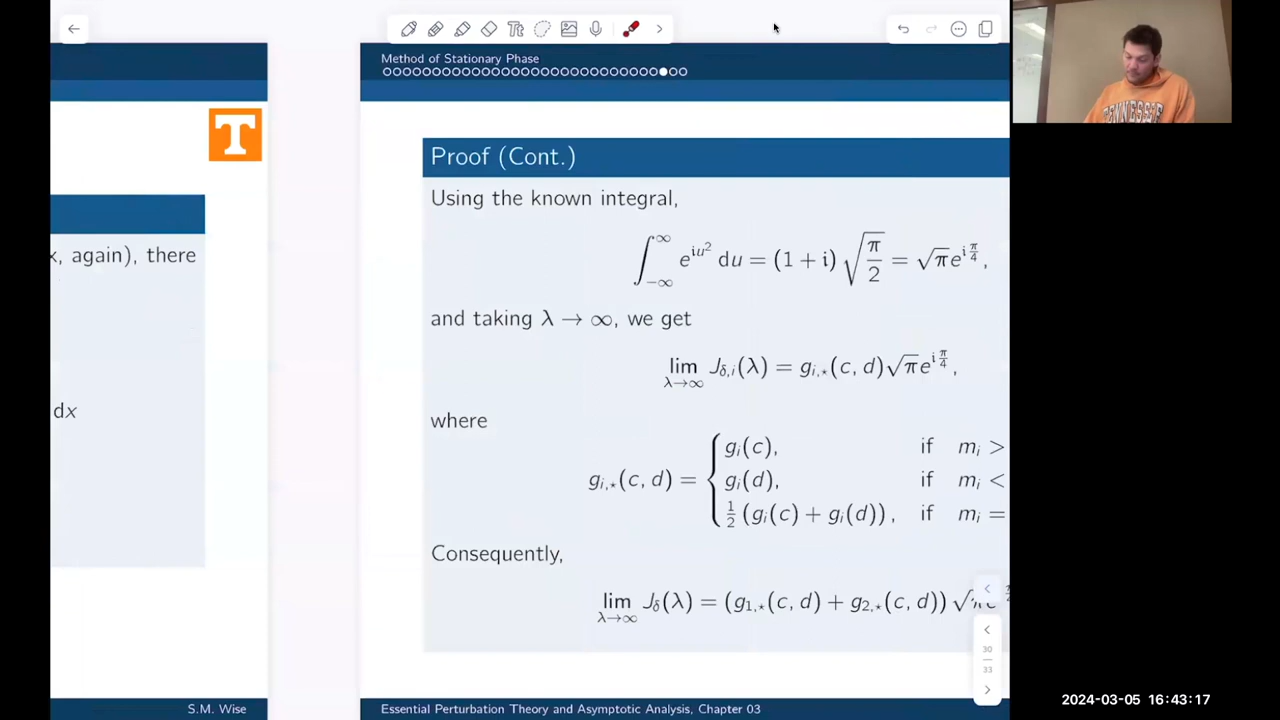 Method of Stationary Phase
T
Proof (Cont.)
Using the known integral,
x, again), there
∫_{-∞}^{∞} e^{iu²} du = (1 + i) √(π/2) = √π e^{iπ/4},
and taking λ → ∞, we get
lim_{λ→∞} J_{δ,i}(λ) = g_{i,⋆}(c, d)√π e^{iπ/4},
dx
where
g_{i,⋆}(c, d) = { g_i(c), if m_i >
g_i(d), if m_i <
½ (g_i(c) + g_i(d)), if m_i =
Consequently,
lim_{λ→∞} J_δ(λ) = (g_{1,⋆}(c, d) + g_{2,⋆}(c, d)) √π e
30
33
S.M. Wise
Essential Perturbation Theory and Asymptotic Analysis, Chapter 03
TENNESSEE
2024-03-05 16:43:17